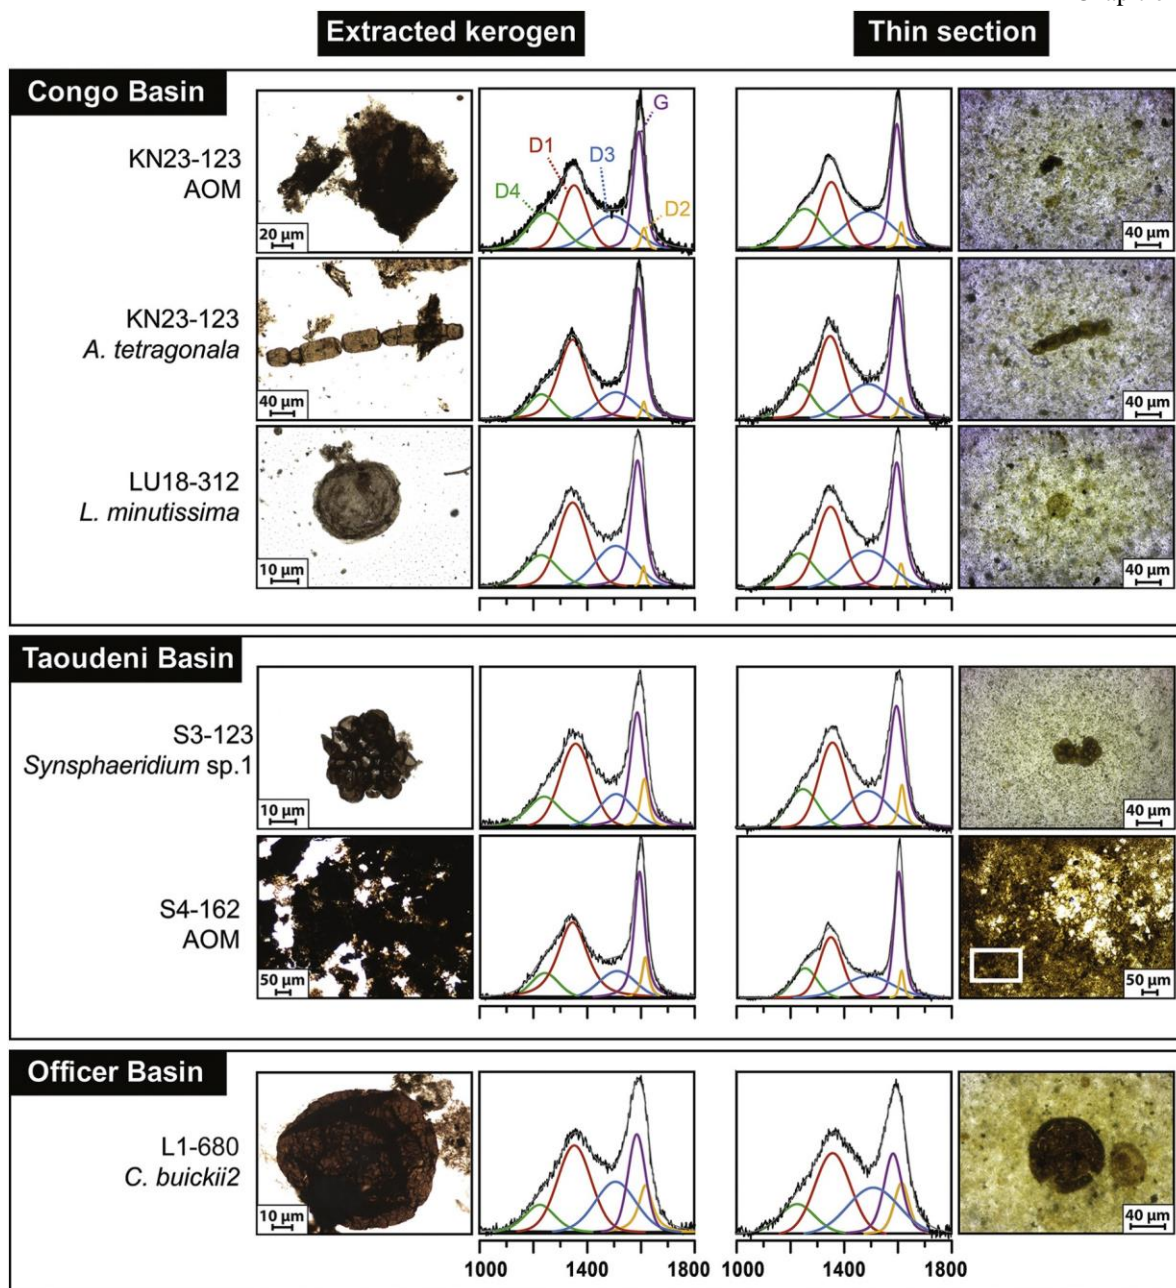 Extracted kerogen
Thin section
Congo Basin
KN23-123
AOM
20 µm
D4
D1
D3
G
D2
40 µm
KN23-123
A. tetragonala
40 µm
40 µm
LU18-312
L. minutissima
10 µm
40 µm
Taoudeni Basin
S3-123
Synsphaeridium sp.1
10 µm
40 µm
S4-162
AOM
50 µm
50 µm
Officer Basin
L1-680
C. buickii2
10 µm
40 µm
1000 1400 1800 1000 1400 1800